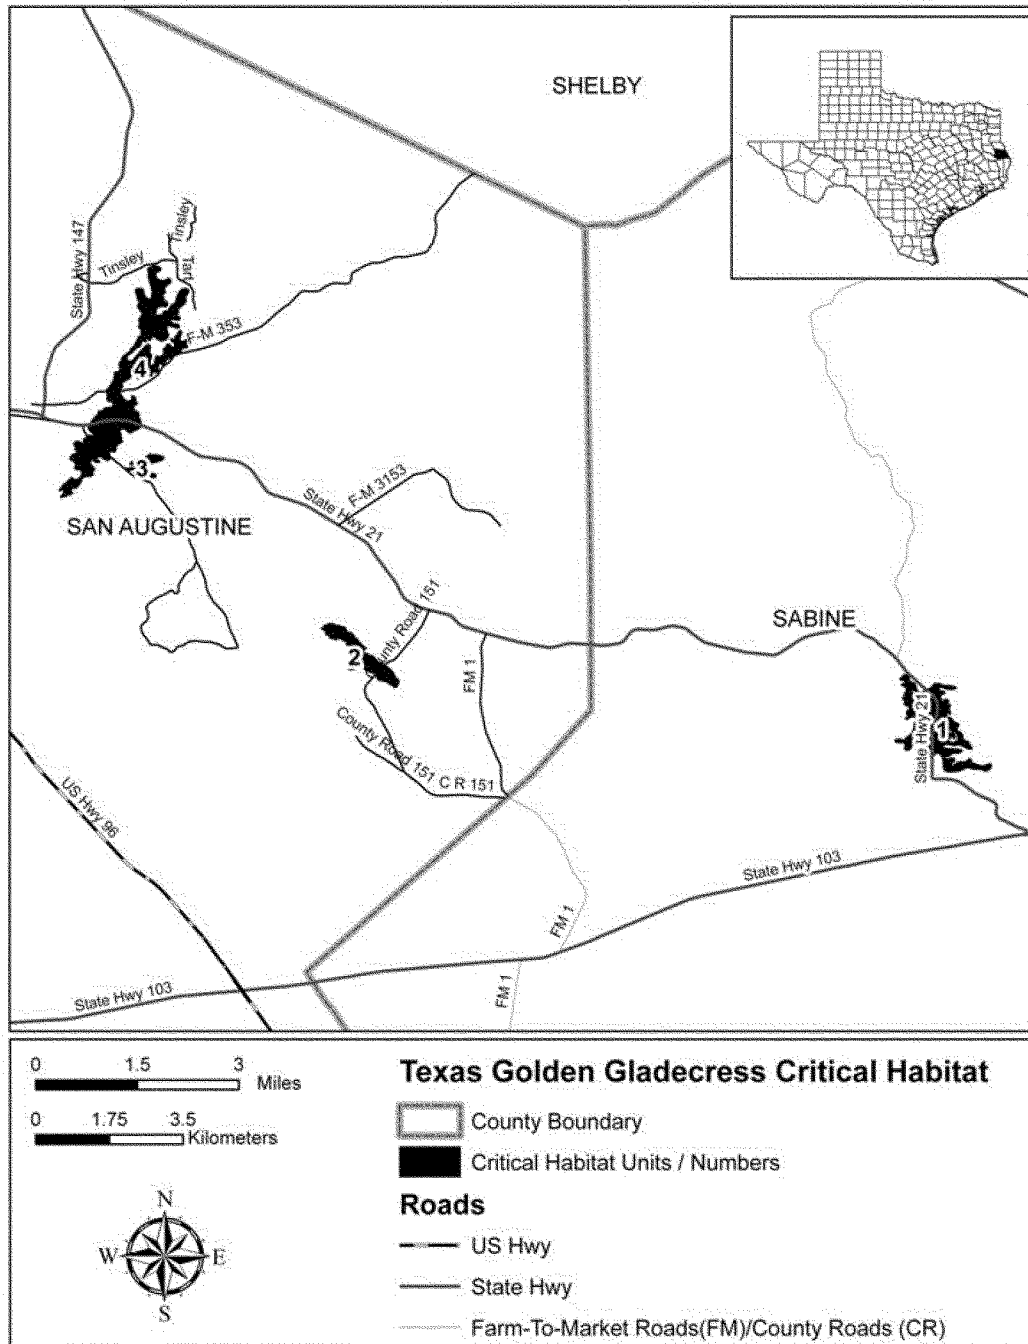 SHELBY
Tinsley
State Hwy 147
Tinsley
F-M 353
4
3
SAN AUGUSTINE
F-M 3153
State Hwy 21
County Road 151
SABINE
2
FM 1
State Hwy 21
1
County Road 151
C R 151
US Hwy 96
State Hwy 103
FM 1
State Hwy 103
FM 1
0 1.5 3
Miles
0 1.75 3.5
Kilometers
N
W E
S
Texas Golden Gladecress Critical Habitat
County Boundary
Critical Habitat Units / Numbers
Roads
US Hwy
State Hwy
Farm-To-Market Roads(FM)/County Roads (CR)